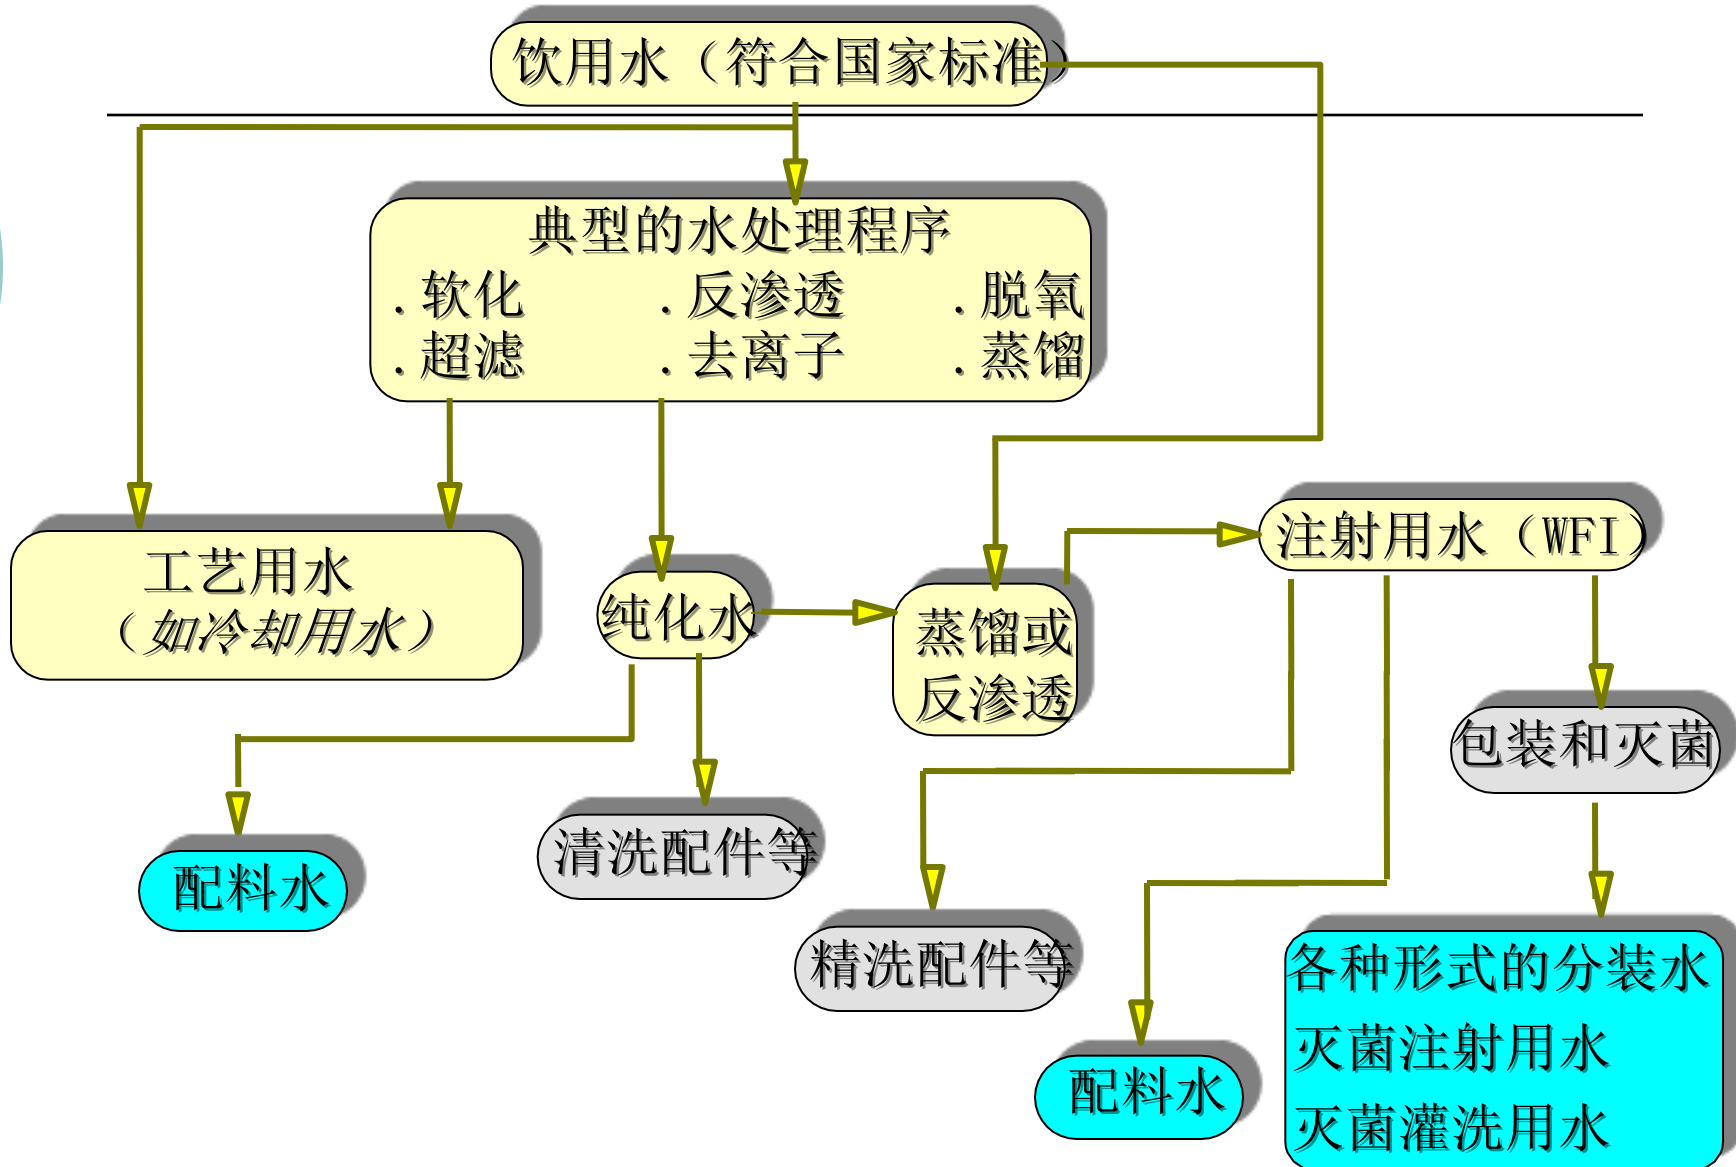 饮用水（符合国家标准）
典型的水处理程序
.软化 .反渗透 .脱氧
.超滤 .去离子 .蒸馏
工艺用水
（如冷却用水）
纯化水
蒸馏或
反渗透
注射用水（WFI）
包装和灭菌
配料水
清洗配件等
精洗配件等
配料水
各种形式的分装水
灭菌注射用水
灭菌灌洗用水